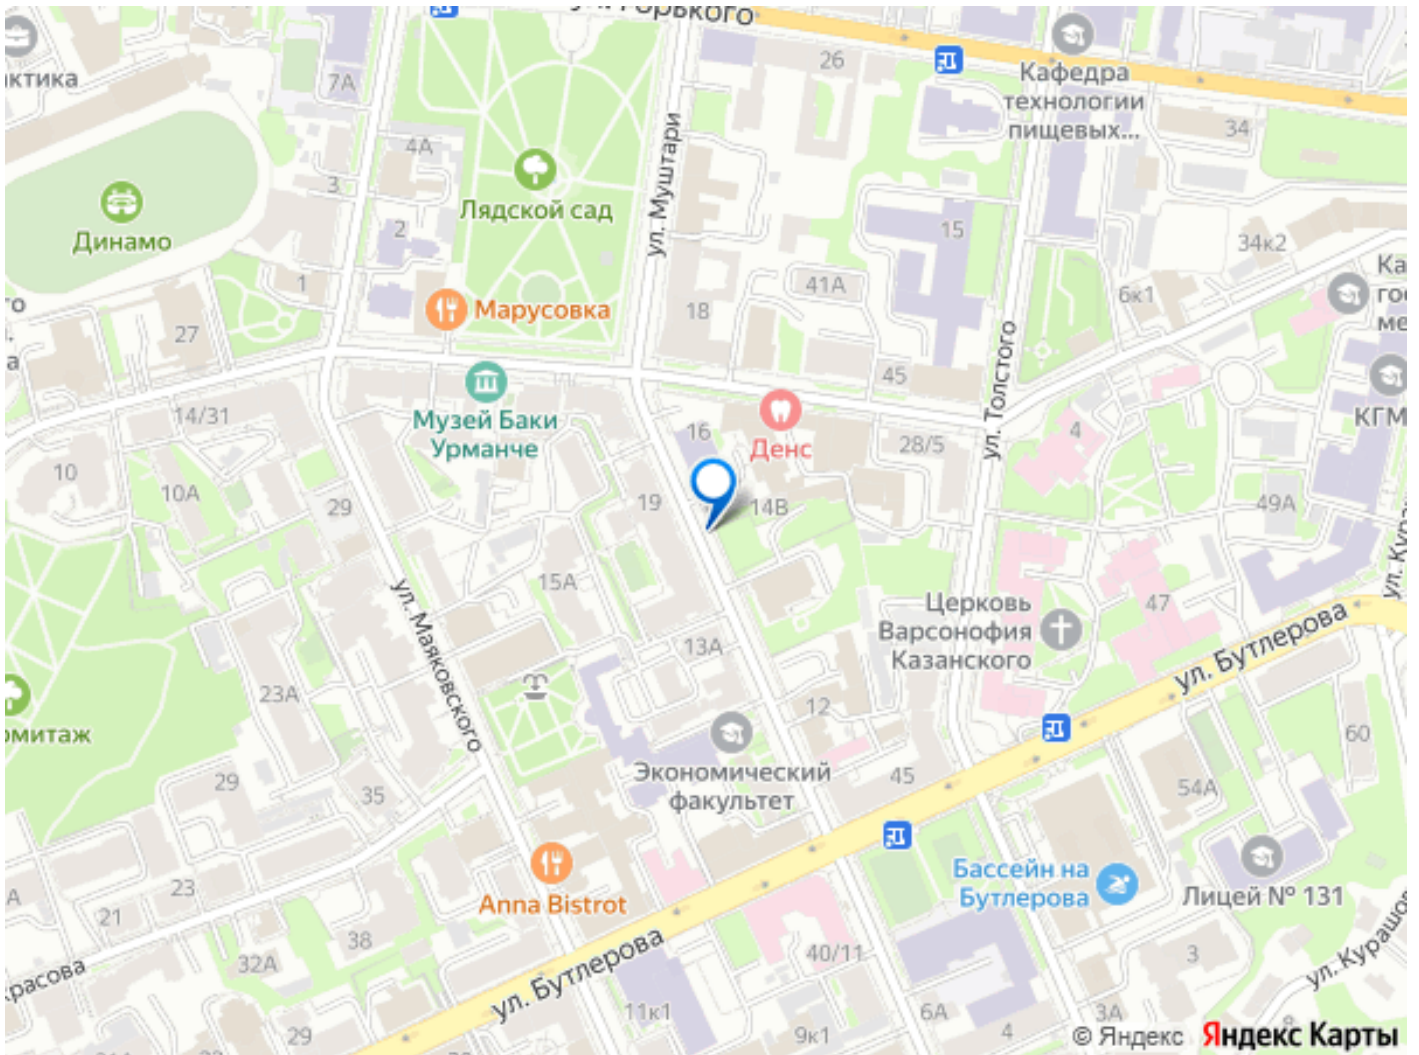 ул. Горького
26
Кафедра
технологии
пищевых...
34
ктика
7А
4А
3
ул. Муштари
Лядской сад
Динамо
2
15
34к2
41А
6к1
1
Марусовка
18
27
45
ул. Толстого
14/31
Музей Баки
Урманче
16
Денс
28/5
4
КГМ
10
10А
29
19
14В
49А
15А
ул. Маяковского
Церковь
Варсонофия
Казанского
47
ул. Бутлерова
13А
23А
12
омитаж
60
29
35
Экономический
факультет
45
54А
23
21
Anna Bistrot
Бассейн на
Бутлерова
Лицей № 131
38
32А
красова
ул. Бутлерова
40/11
3
ул. Курашов
11к1
6А
3А
29
9к1
4
© Яндекс
Яндекс Карты